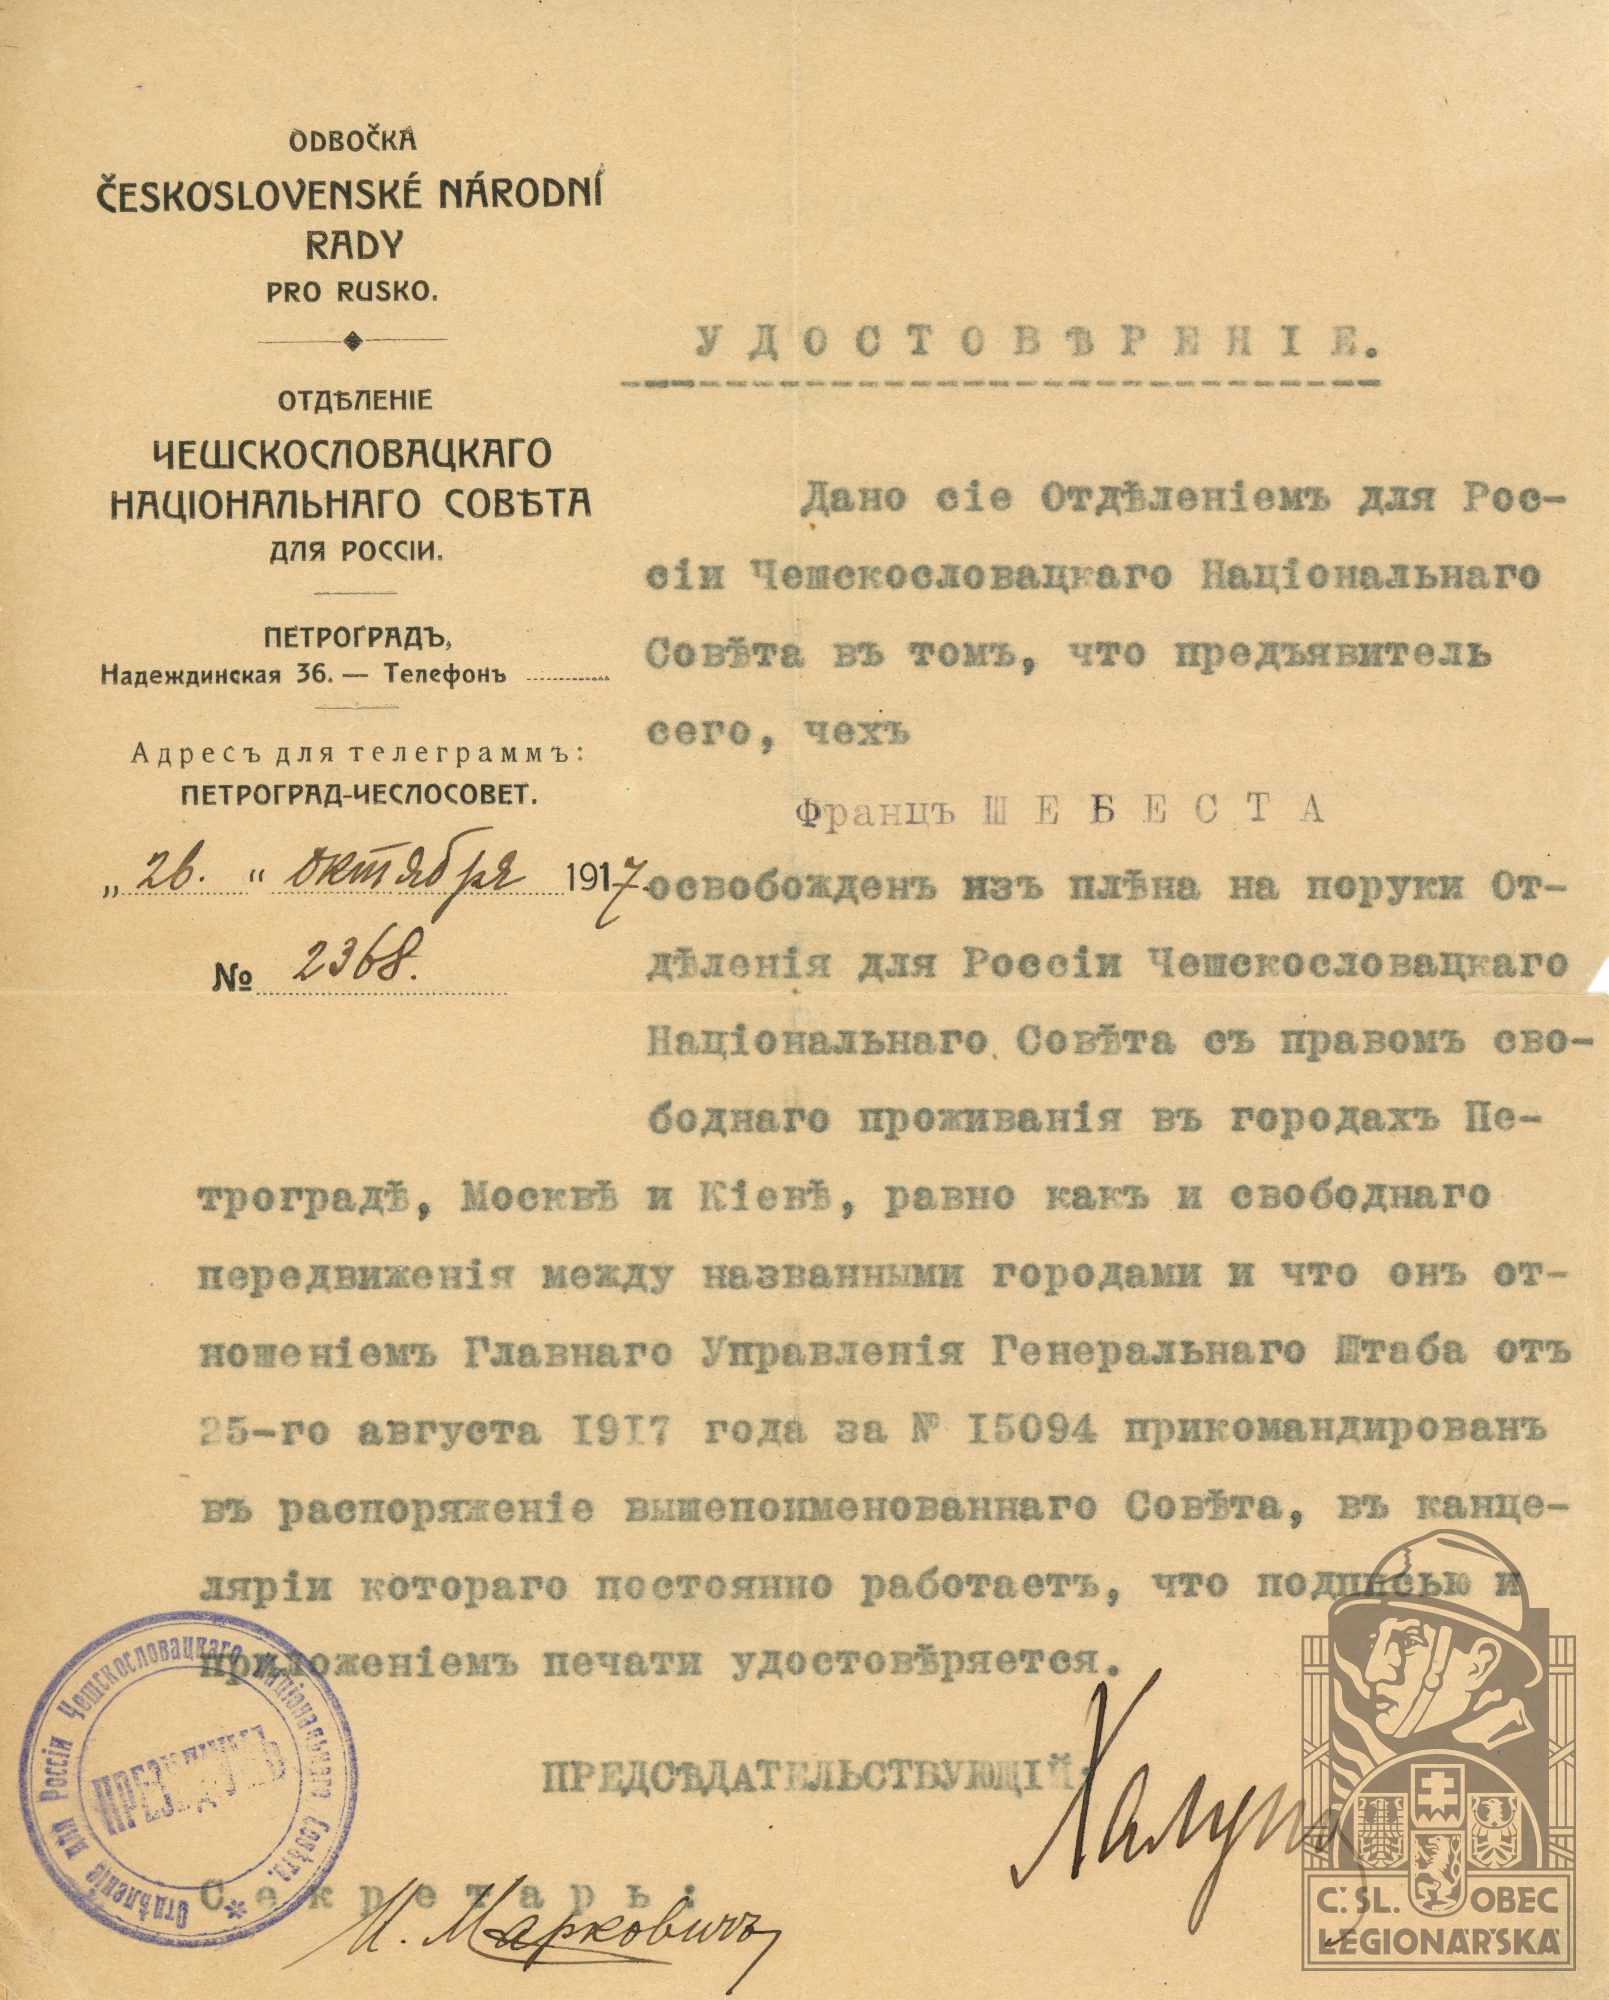 ODBOČKA
ČESKOSLOVENSKÉ NÁRODNÍ
RADY
PRO RUSKO.
ОТДѢЛЕНІЕ
ЧЕШСКОСЛОВАЦКАГО
НАЦІОНАЛЬНАГО СОВѢТА
ДЛЯ РОССІИ.
ПЕТРОГРАДЪ,
Надеждинская 36. — Телефонъ
Адресъ для телеграммъ:
ПЕТРОГРАД-ЧЕСЛОСОВЕТ.
„26.“ октября 1917.
№ 2368.
УДОСТОВѢРЕНІЕ.
Дано сіе Отдѣленіемъ для Рос-
сіи Чешскословацкаго Національнаго
Совѣта въ томъ, что предъявитель
сего, чехъ
Францъ ШЕБЕСТА
освобожденъ изъ плѣна на поруки От-
дѣленія для Россіи Чешскословацкаго
Національнаго Совѣта съ правомъ сво-
боднаго проживанія въ городахъ Пе-
троградѣ, Москвѣ и Кіевѣ, равно какъ и свободнаго
передвиженія между названными городами и что онъ от-
ношеніемъ Главнаго Управленія Генеральнаго Штаба отъ
25-го августа 1917 года за № 15094 прикомандированъ
въ распоряженіе вышепоименованнаго Совѣта, въ канце-
ляріи котораго постоянно работаетъ, что подписью и
приложеніемъ печати удостовѣряется.
ПРЕДСѢДАТЕЛЬСТВУЮЩІЙ:
Секретарь:
И. Марковичъ
Отдѣленіе для Россіи Чешскословацкаго Національнаго Совѣта.
ПРЕЗИДІУМЪ
Č. SL. OBEC
LEGIONÁŘSKÁ